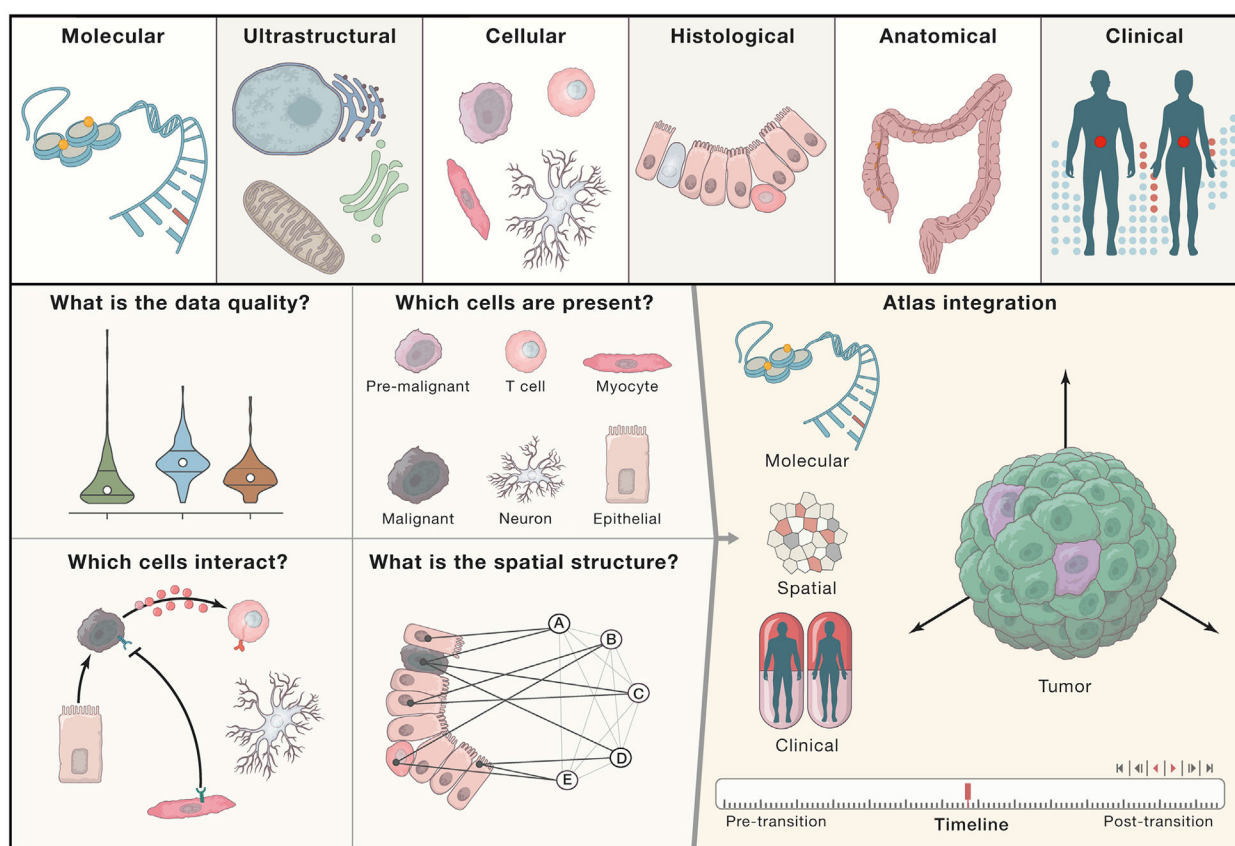 Molecular
Ultrastructural
Cellular
Histological
Anatomical
Clinical
What is the data quality?
Which cells are present?
Pre-malignant
T cell
Myocyte
Malignant
Neuron
Epithelial
Which cells interact?
What is the spatial structure?
A
B
C
D
E
Atlas integration
Molecular
Spatial
Clinical
Tumor
Pre-transition
Timeline
Post-transition